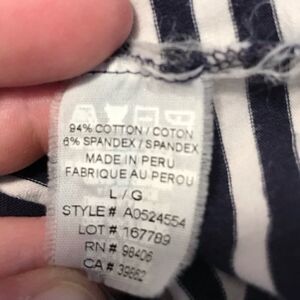 94% COTTON / COTON
6% SPANDEX / SPANDEX
MADE IN PERU
FABRIQUE AU PEROU
L / G
STYLE# A0524554
LOT # 167789
RN# 98406
CA# 39882